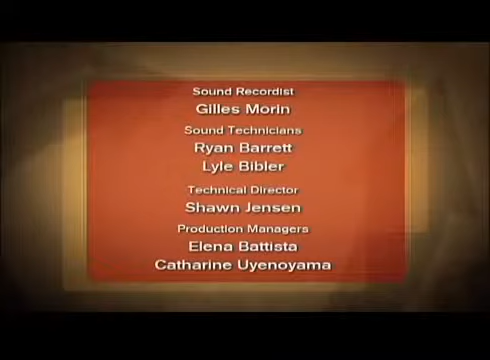 Sound Recordist
Gilles Morin
Sound Technicians
Ryan Barrett
Lyle Bibler
Technical Director
Shawn Jensen
Production Managers
Elena Battista
Catharine Uyenoyama